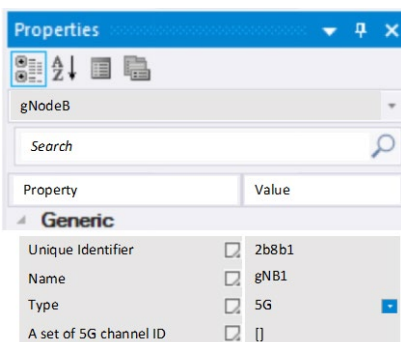 Properties
gNodeB
Search
Property Value
Generic
Unique Identifier 2b8b1
Name gNB1
Type 5G
A set of 5G channel ID []